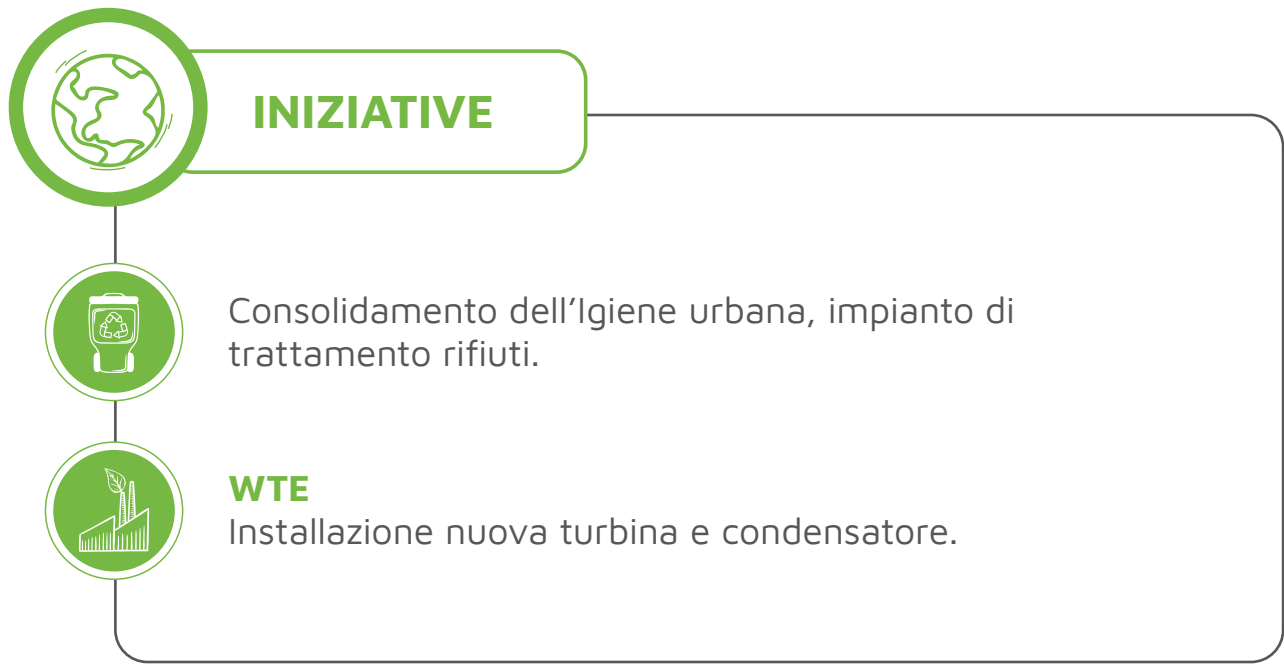 INIZIATIVE
Consolidamento dell’Igiene urbana, impianto di
trattamento rifiuti.
WTE
Installazione nuova turbina e condensatore.